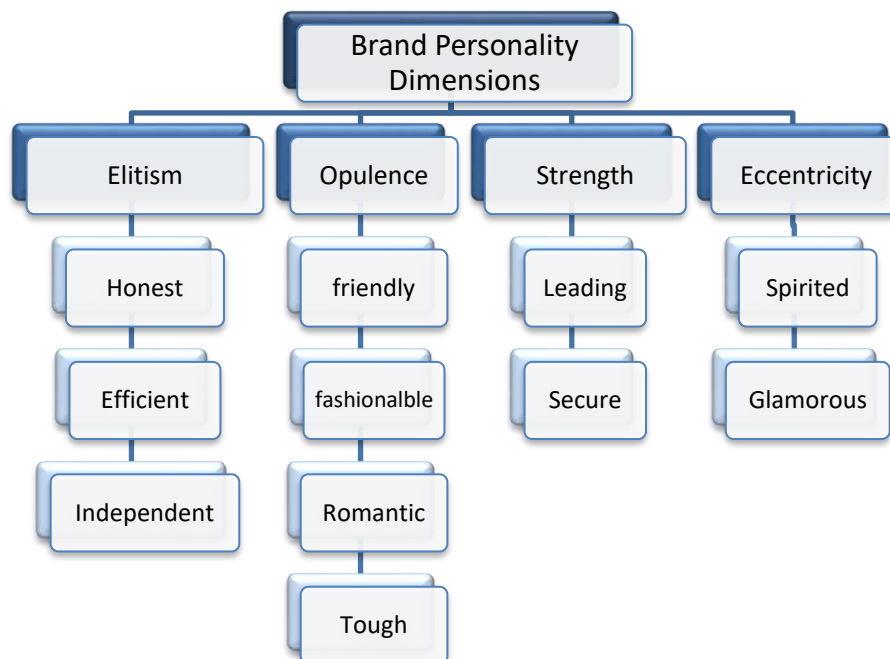 Brand Personality
Dimensions
Elitism
Opulence
Strength
Eccentricity
Honest
friendly
Leading
Spirited
Efficient
fashionalble
Secure
Glamorous
Independent
Romantic
Tough